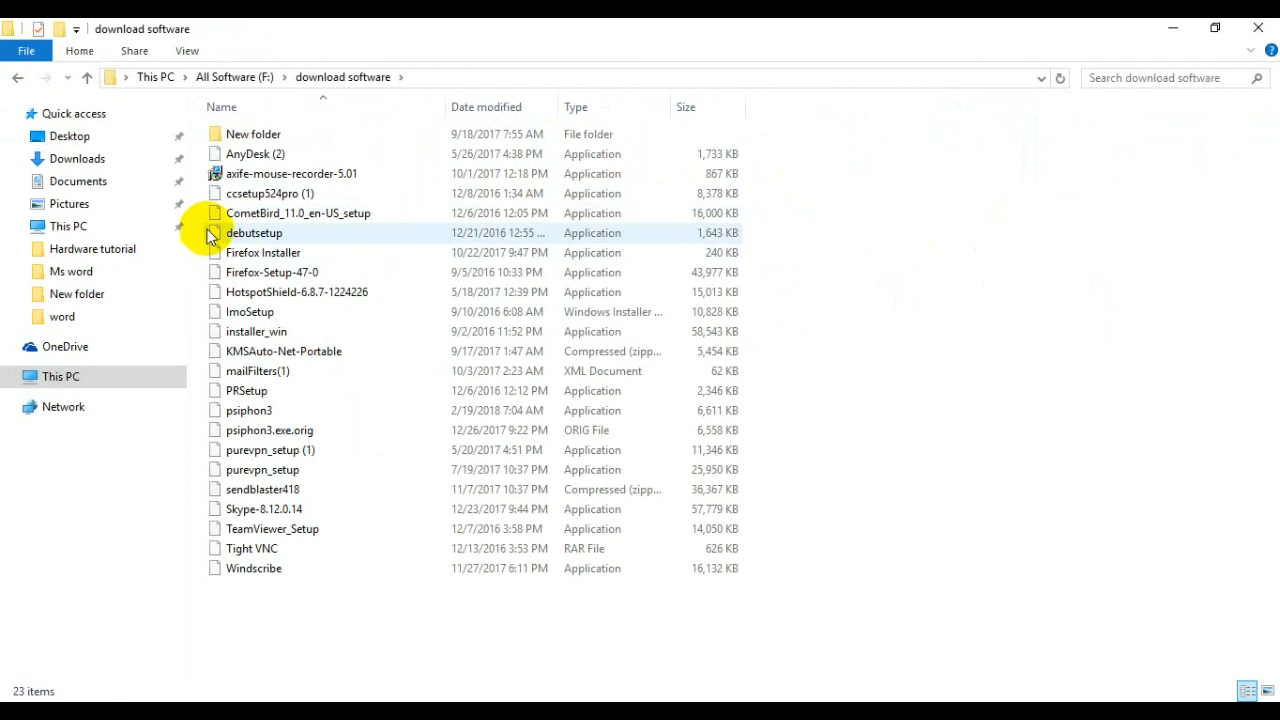 download software
File Home Share View
This PC All Software (F:) download software Search download software
Name Date modified Type Size
Quick access
Desktop
Downloads
Documents
Pictures
This PC
Hardware tutorial
Ms word
New folder
word
OneDrive
This PC
Network
New folder 9/18/2017 7:55 AM File folder
AnyDesk (2) 5/26/2017 4:38 PM Application 1,733 KB
axife-mouse-recorder-5.01 10/1/2017 12:18 PM Application 867 KB
ccsetup524pro (1) 12/8/2016 1:34 AM Application 8,378 KB
CometBird_11.0_en-US_setup 12/6/2016 12:05 PM Application 16,000 KB
debutsetup 12/21/2016 12:55 ... Application 1,643 KB
Firefox Installer 10/22/2017 9:47 PM Application 240 KB
Firefox-Setup-47-0 9/5/2016 10:33 PM Application 43,977 KB
HotspotShield-6.8.7-1224226 5/18/2017 12:39 PM Application 15,013 KB
ImoSetup 9/10/2016 6:08 AM Windows Installer ... 10,828 KB
installer_win 9/2/2016 11:52 PM Application 58,543 KB
KMSAuto-Net-Portable 9/17/2017 1:47 AM Compressed (zipp... 5,454 KB
mailFilters(1) 10/3/2017 2:23 AM XML Document 62 KB
PRSetup 12/6/2016 12:12 PM Application 2,346 KB
psiphon3 2/19/2018 7:04 AM Application 6,611 KB
psiphon3.exe.orig 12/26/2017 9:22 PM ORIG File 6,558 KB
purevpn_setup (1) 5/20/2017 4:51 PM Application 11,346 KB
purevpn_setup 7/19/2017 10:37 PM Application 25,950 KB
sendblaster418 11/7/2017 10:37 PM Compressed (zipp... 36,367 KB
Skype-8.12.0.14 12/23/2017 9:44 PM Application 57,779 KB
TeamViewer_Setup 12/7/2016 3:58 PM Application 14,050 KB
Tight VNC 12/13/2016 3:53 PM RAR File 626 KB
Windscribe 11/27/2017 6:11 PM Application 16,132 KB
23 items